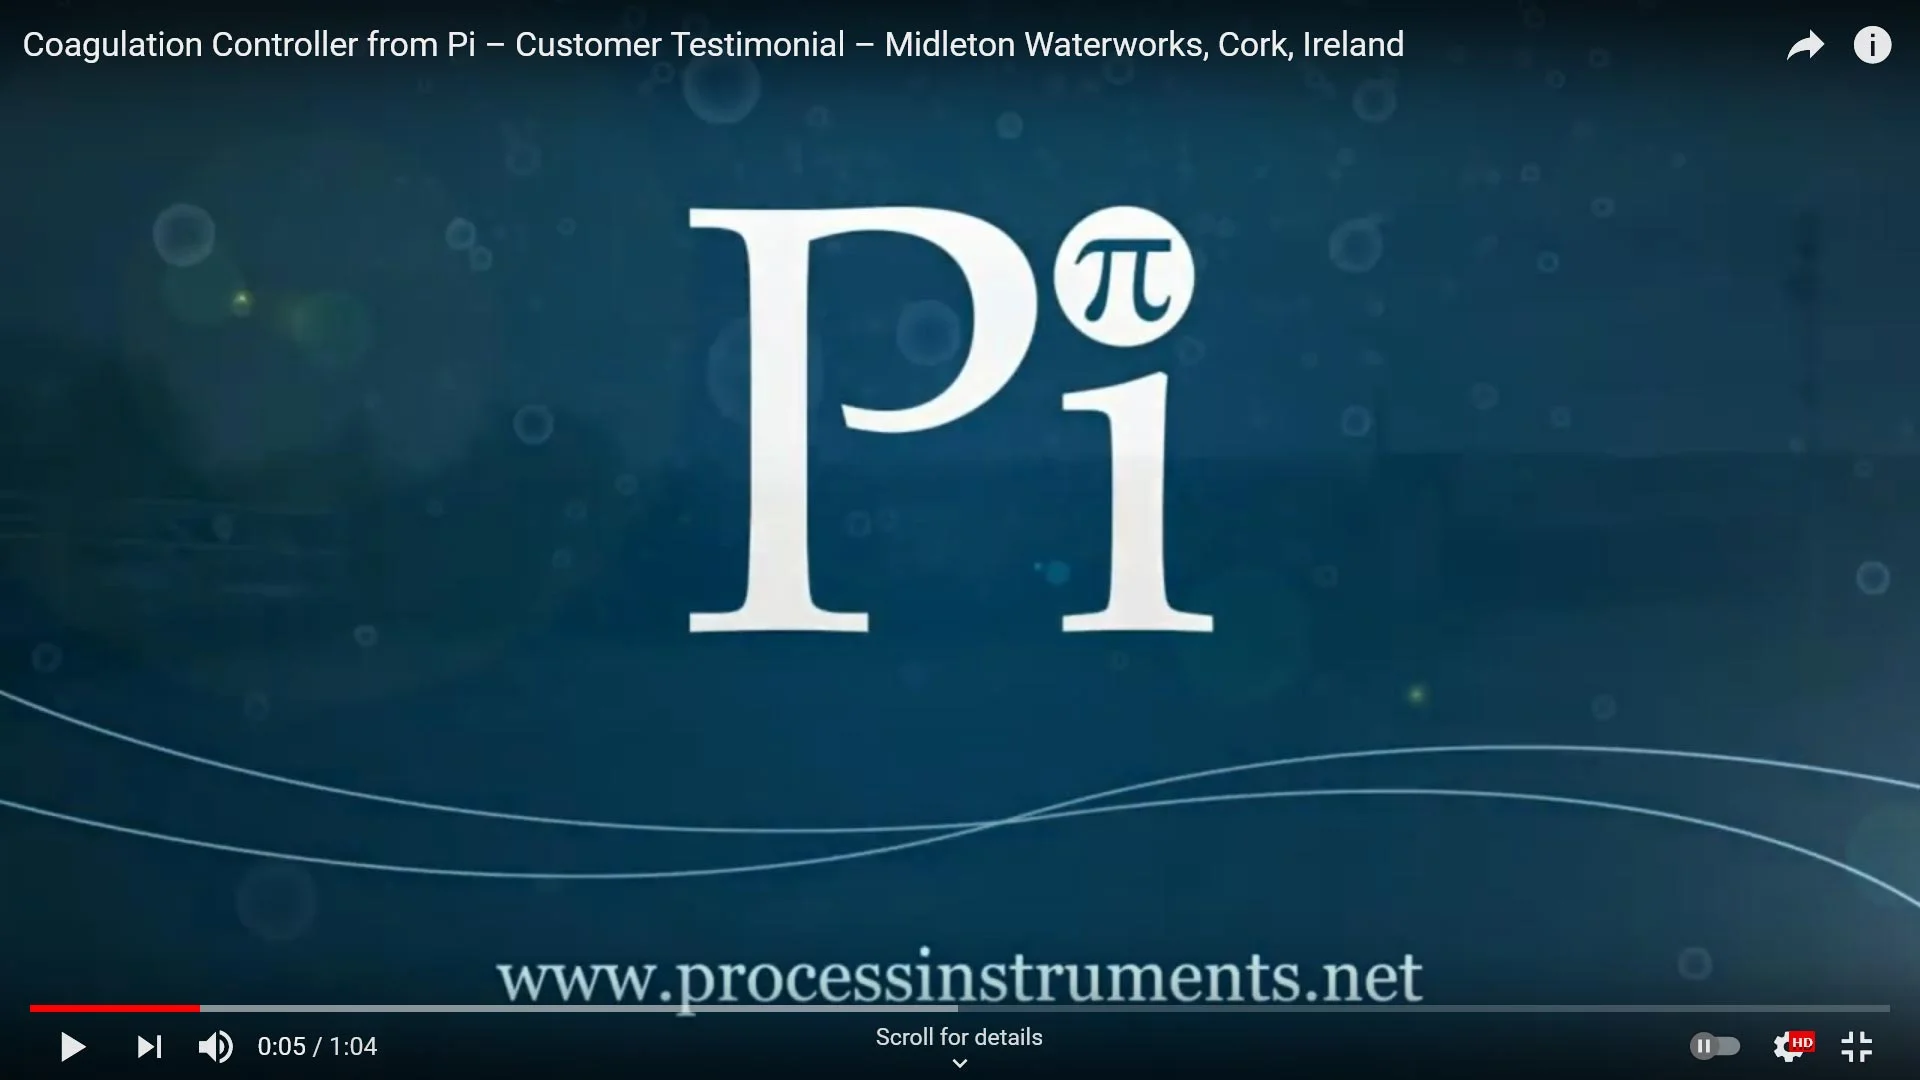 Coagulation Controller from Pi – Customer Testimonial – Midleton Waterworks, Cork, Ireland
Pi
π
www.processinstruments.net
0:05 / 1:04
Scroll for details
HD